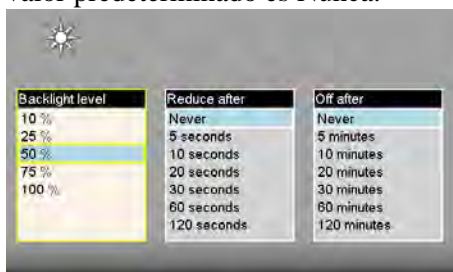 valor predeterminado es Nunca.
Backlight level
10 %
25 %
50 %
75 %
100 %
Reduce after
Never
5 seconds
10 seconds
20 seconds
30 seconds
60 seconds
120 seconds
Off after
Never
5 minutes
10 minutes
20 minutes
30 minutes
60 minutes
120 minutes